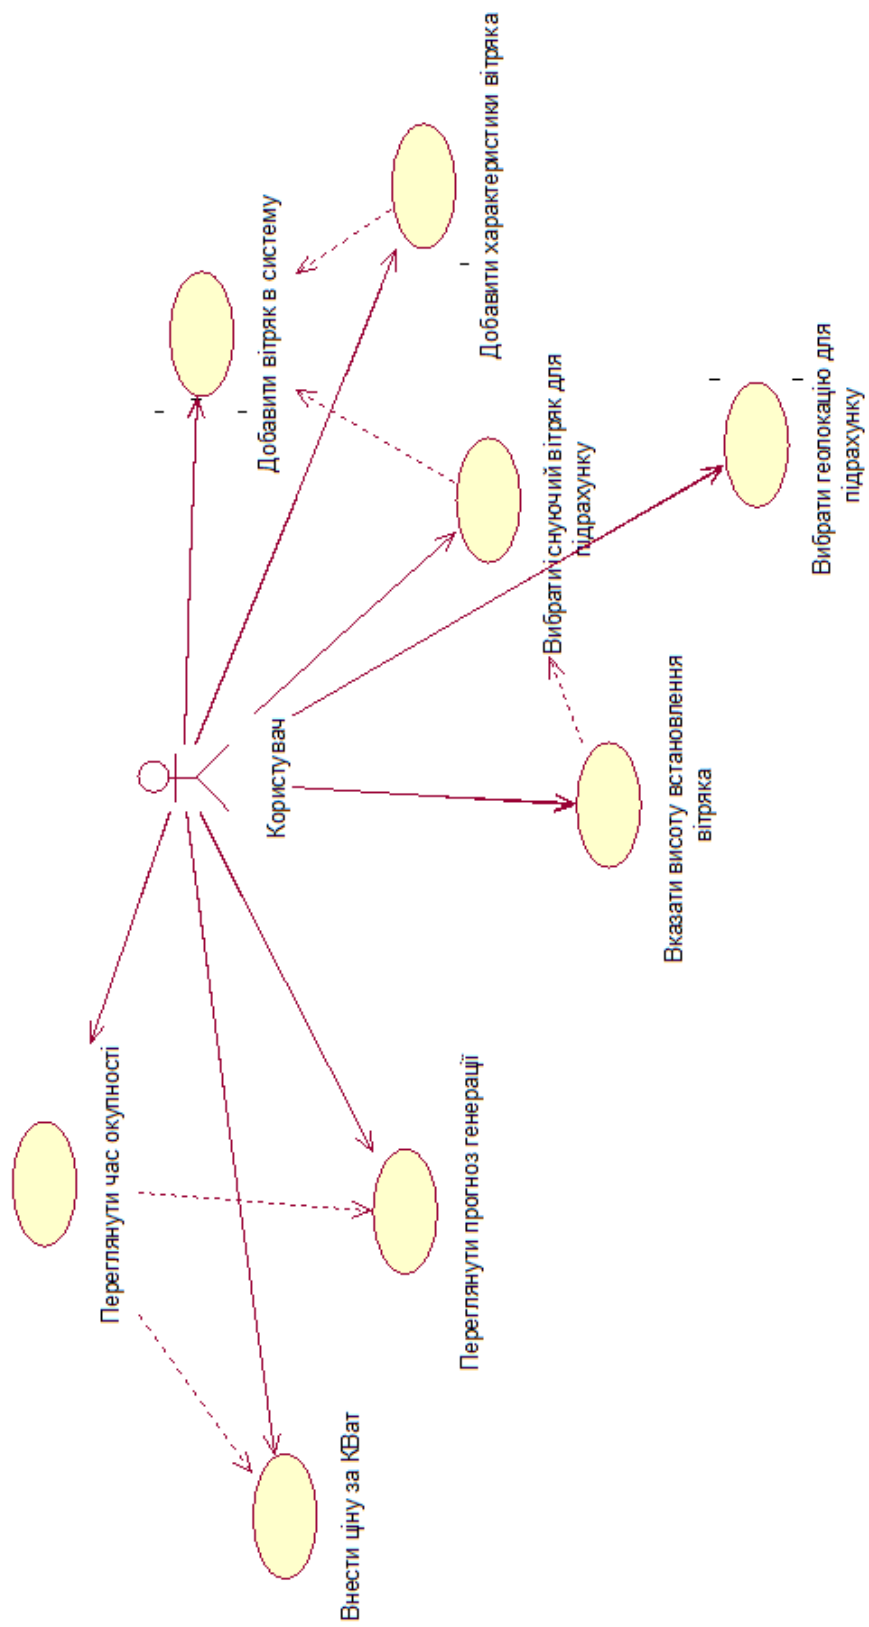 Переглянути час окупності
Добавити вітряк в систему
Користувач
Внести ціну за КВат
Переглянути прогноз генерації
Добавити характеристики вітряка
Вибрати існуючий вітряк для
підрахунку
Вказати висоту встановлення
вітряка
Вибрати геолокацію для
підрахунку